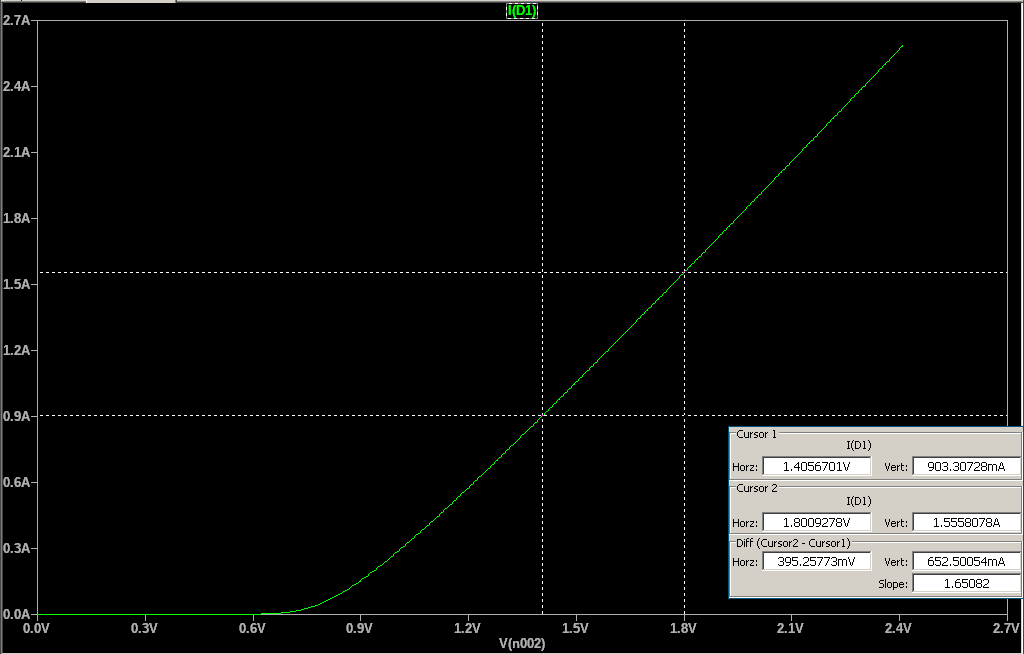 I(D1)
2.7A
2.4A
2.1A
1.8A
1.5A
1.2A
0.9A
0.6A
0.3A
0.0A
0.0V 0.3V 0.6V 0.9V 1.2V 1.5V 1.8V 2.1V 2.4V 2.7V
V(n002)
Cursor 1
I(D1)
Horz: 1.4056701V Vert: 903.30728mA
Cursor 2
I(D1)
Horz: 1.8009278V Vert: 1.5558078A
Diff (Cursor2 - Cursor1)
Horz: 395.25773mV Vert: 652.50054mA
Slope: 1.65082